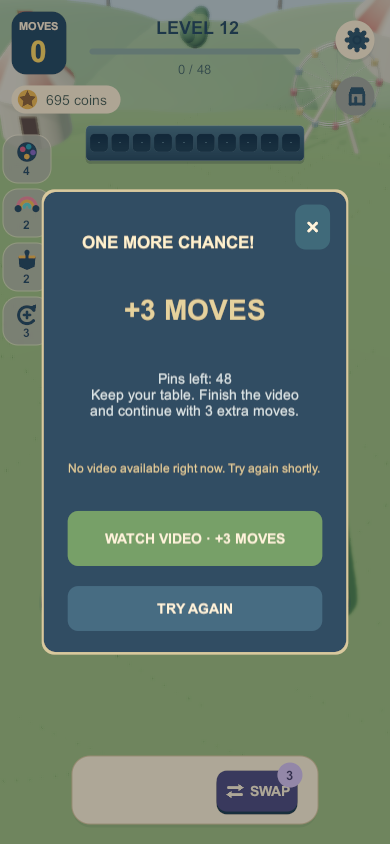 MOVES
0
LEVEL 12
0 / 48
695 coins
4
2
2
3
ONE MORE CHANCE!
×
+3 MOVES
Pins left: 48
Keep your table. Finish the video
and continue with 3 extra moves.
No video available right now. Try again shortly.
WATCH VIDEO · +3 MOVES
TRY AGAIN
3
SWAP